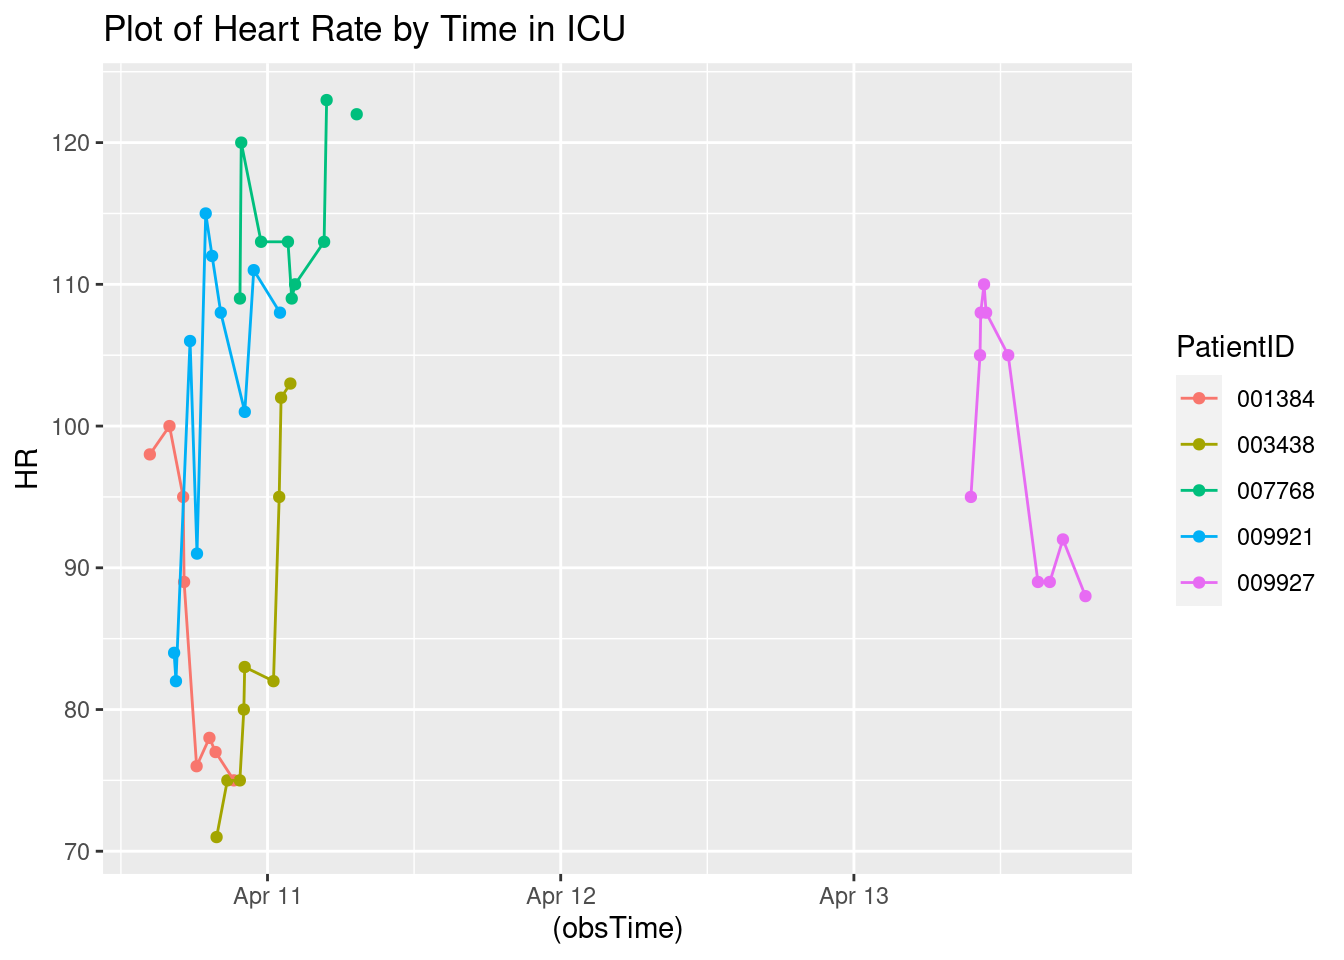 Plot of Heart Rate by Time in ICU
120
110
100
90
80
70
HR
Apr 11
Apr 12
Apr 13
(obsTime)
PatientID
001384
003438
007768
009921
009927